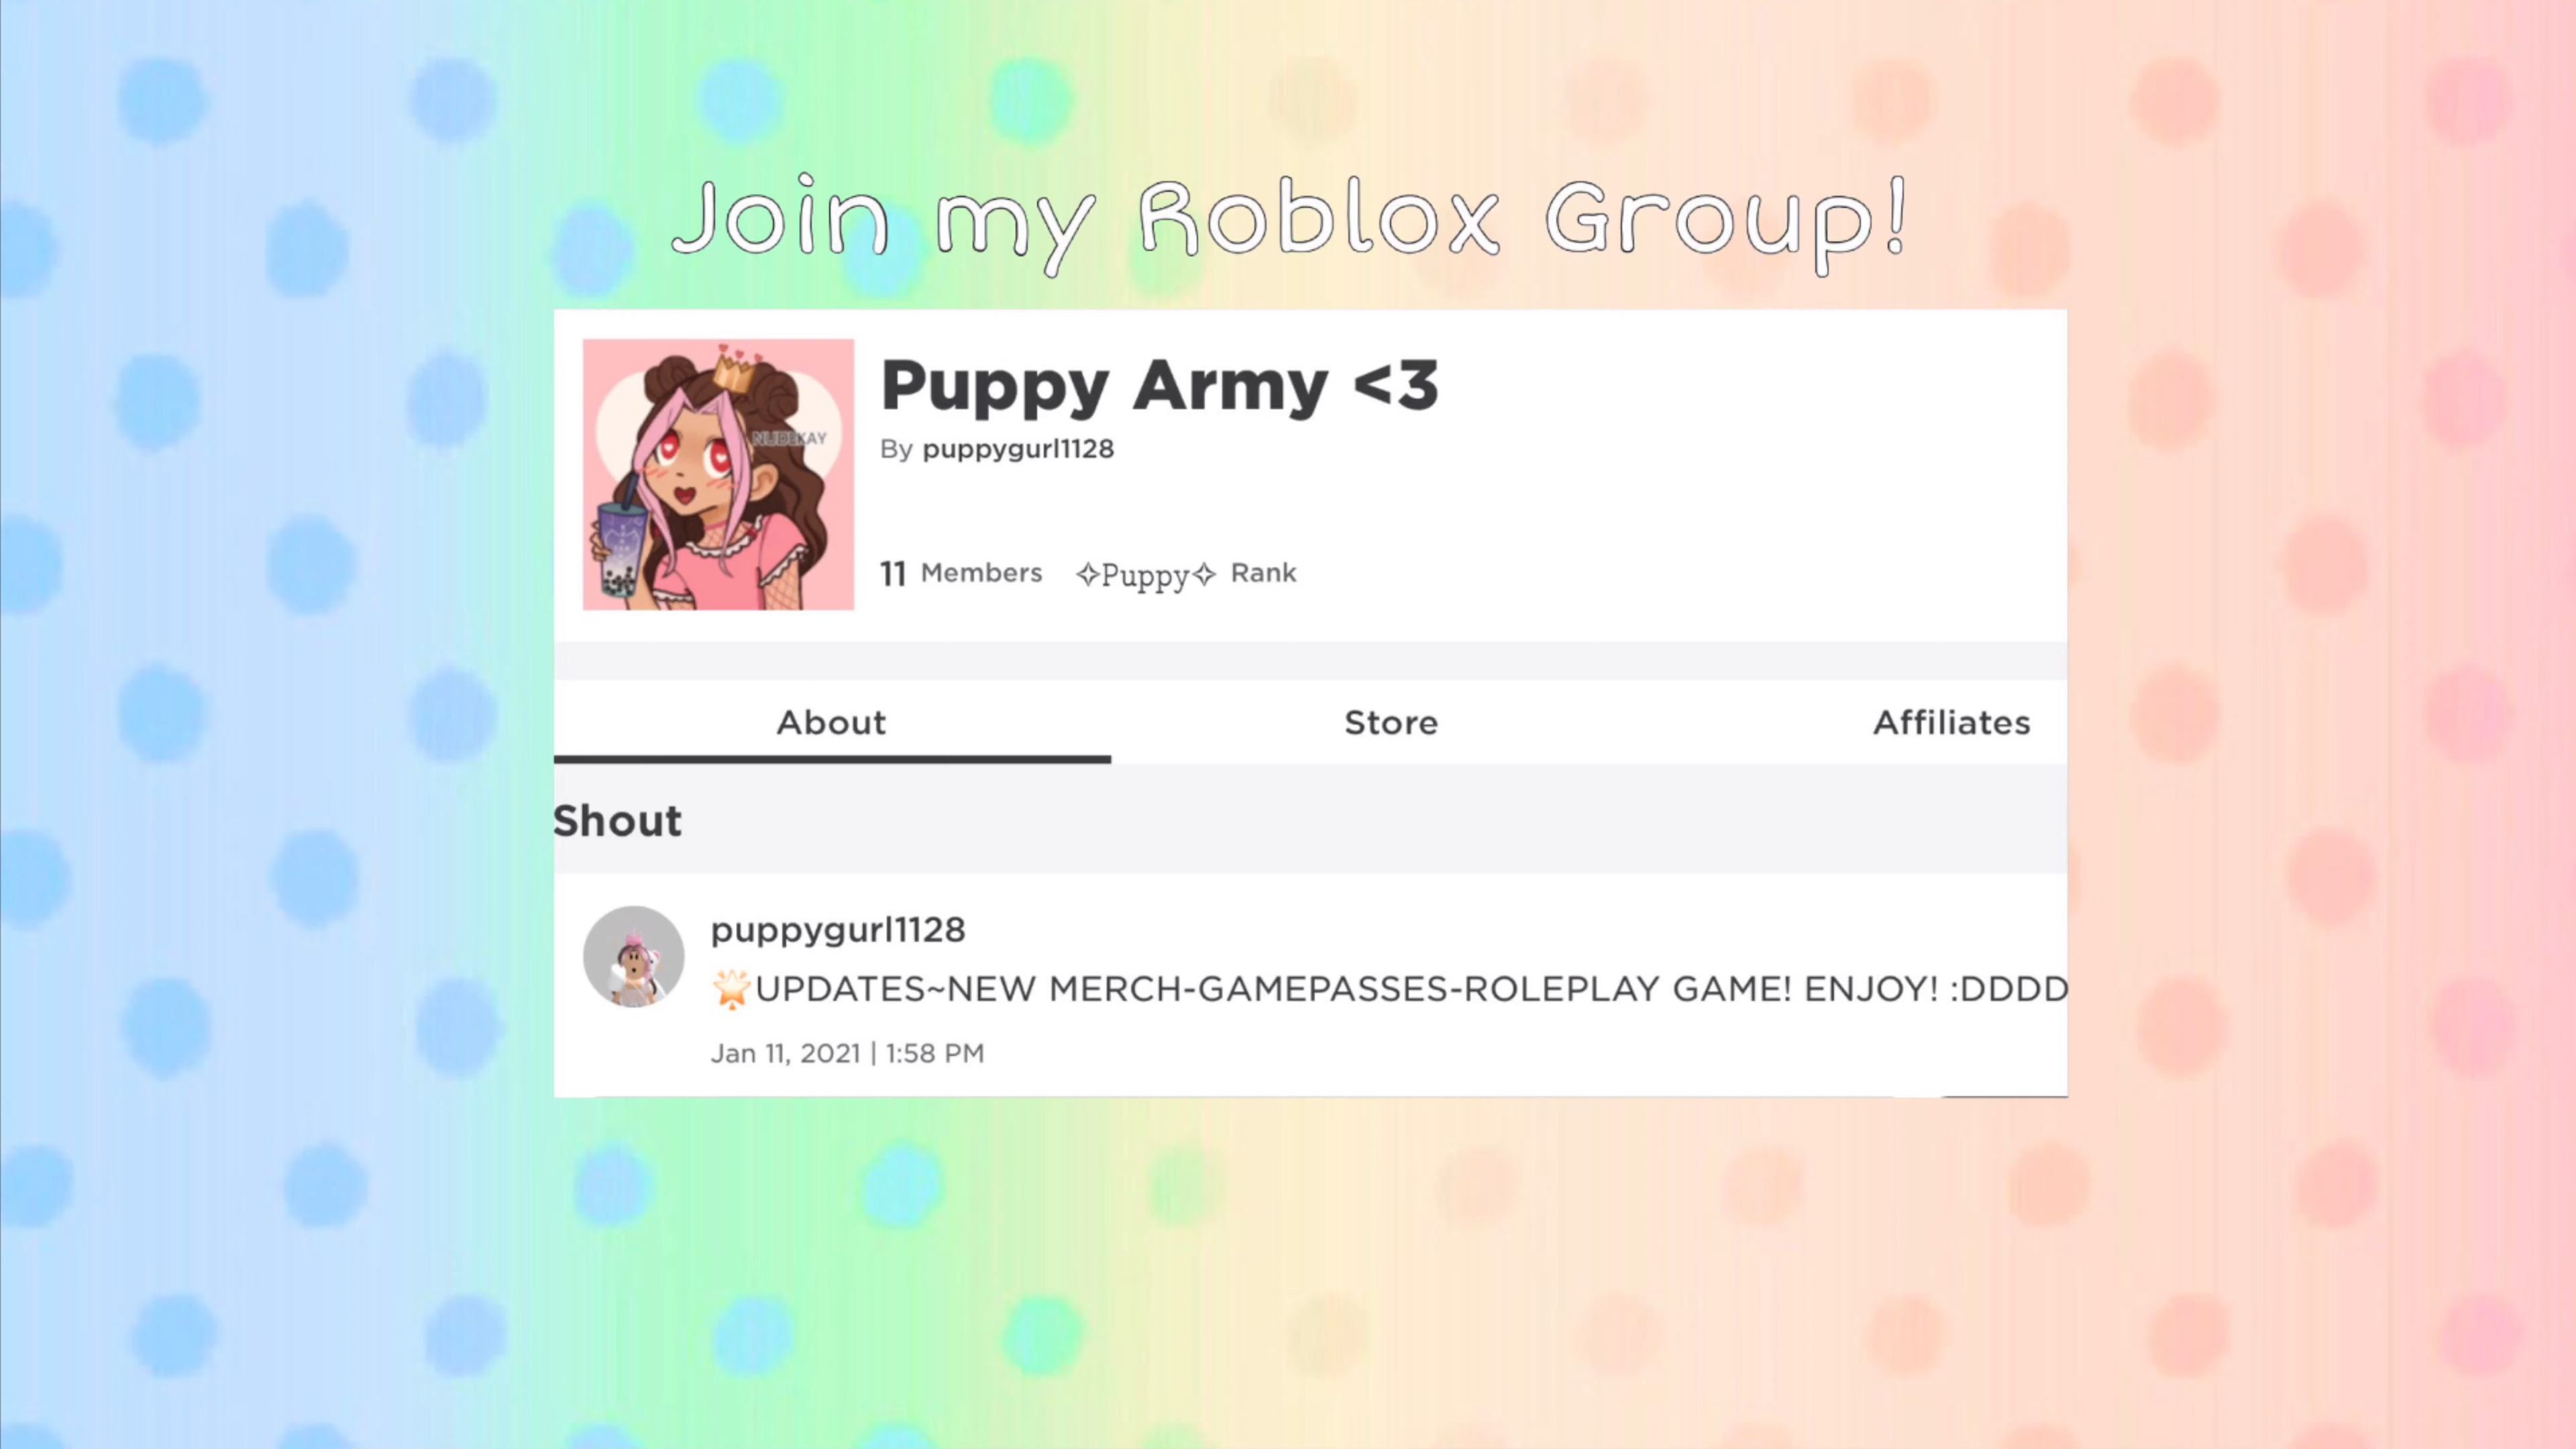 Join my Roblox Group!
Puppy Army <3
By puppygurl1128
NUDEKAY
11 Members ✧Puppy✧ Rank
About Store Affiliates
Shout
puppygurl1128
🌟UPDATES~NEW MERCH-GAMEPASSES-ROLEPLAY GAME! ENJOY! :DDDD
Jan 11, 2021 | 1:58 PM